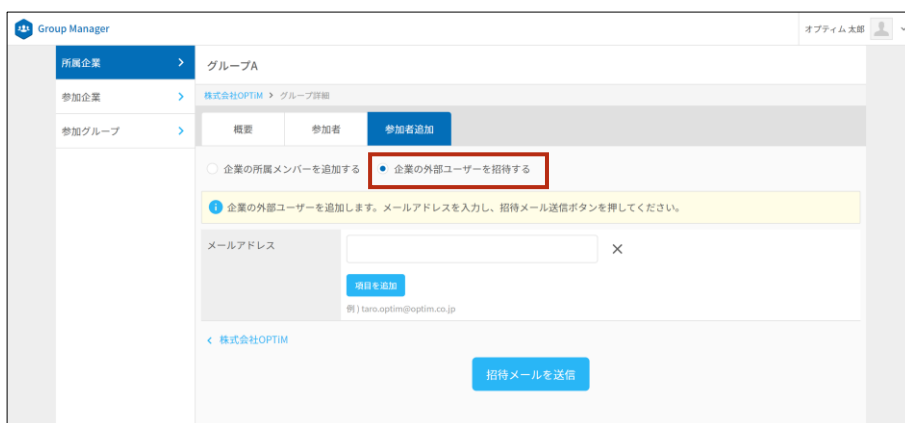 Group Manager
オプティム 太郎
所属企業
参加企業
参加グループ
グループA
株式会社OPTiM > グループ詳細
概要 参加者 参加者追加
企業の所属メンバーを追加する 企業の外部ユーザーを招待する
企業の外部ユーザーを追加します。メールアドレスを入力し、招待メール送信ボタンを押してください。
メールアドレス
項目を追加
例 ) taro.optim@optim.co.jp
株式会社OPTiM
招待メールを送信